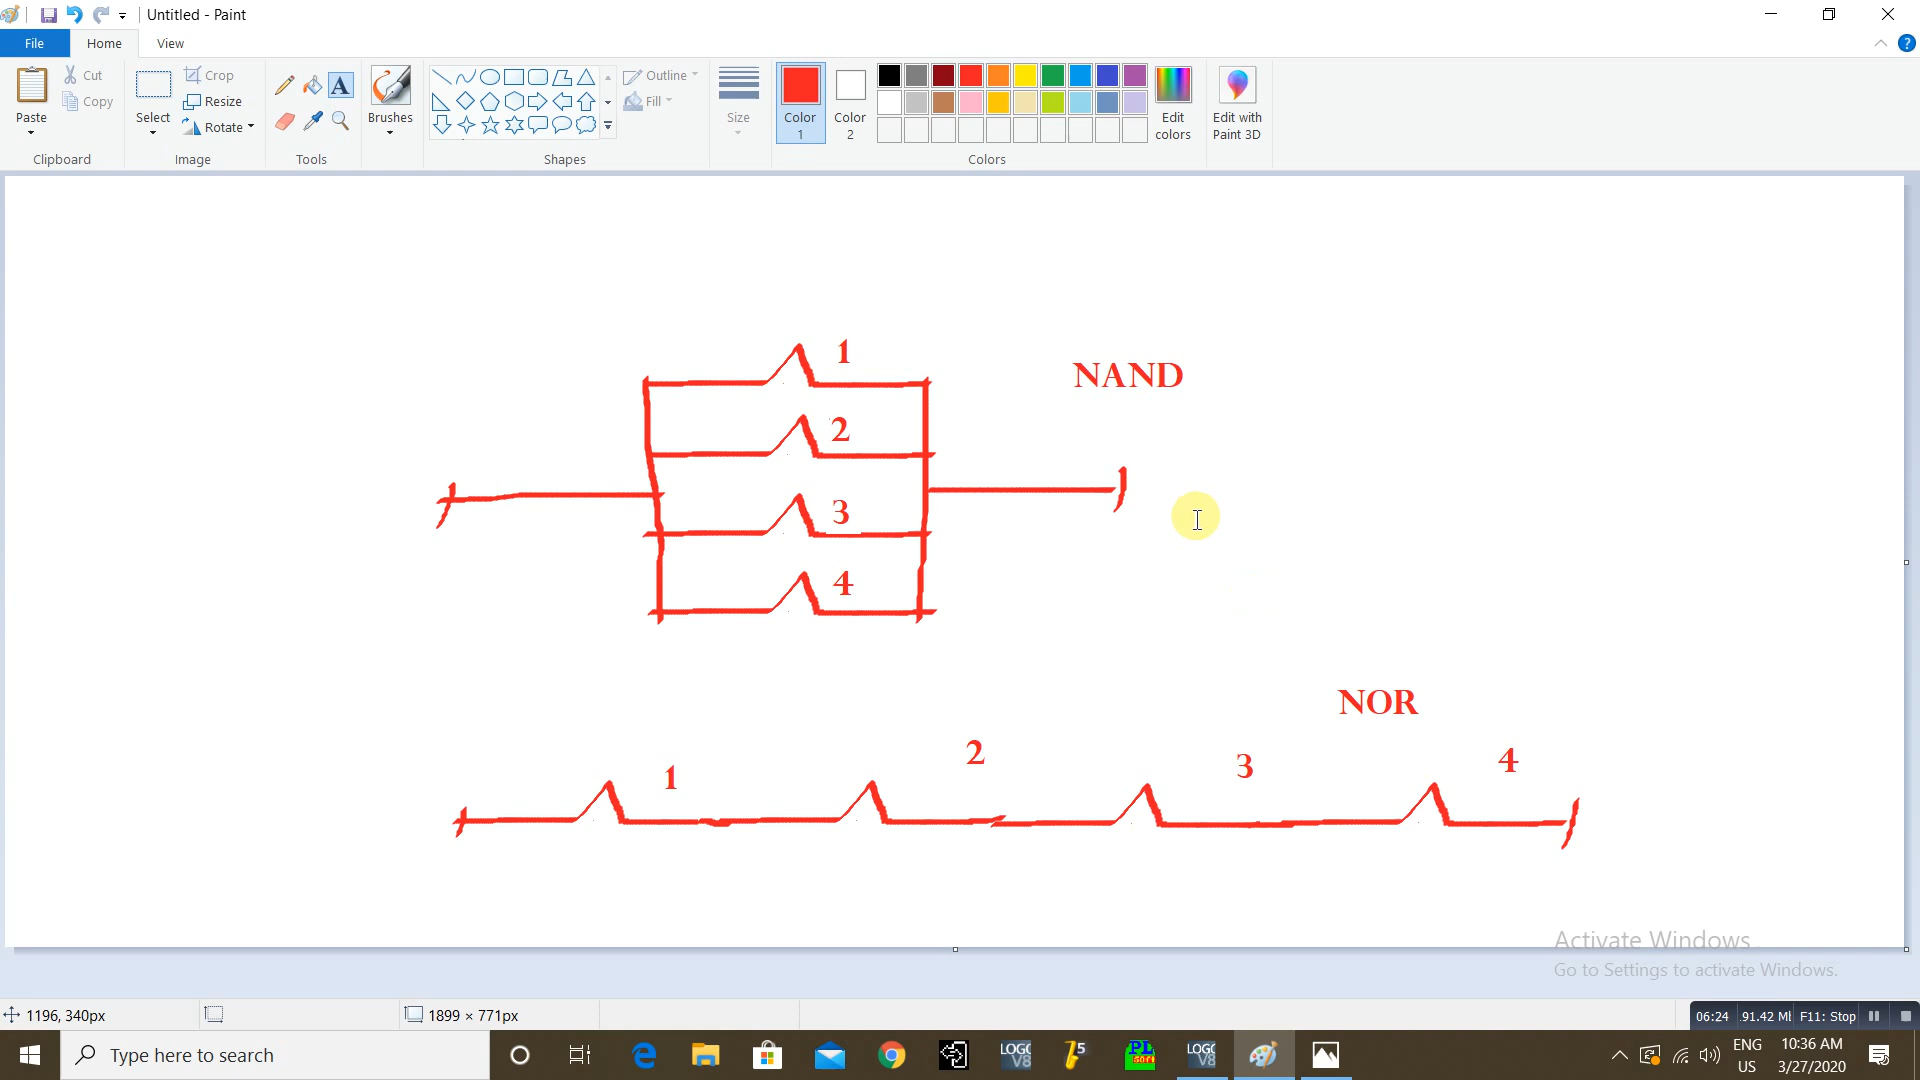 Untitled - Paint
File Home View
Paste Cut Copy Clipboard
Select Crop Resize Rotate Image
Tools
Brushes
Shapes Outline Fill
Size
Color 1 Color 2 Edit colors Colors
Edit with Paint 3D
1
NAND
2
3
4
NOR
1 2 3 4
Activate Windows
Go to Settings to activate Windows.
1196, 340px 1899 × 771px
06:24 .91.42 MI F11: Stop
Type here to search
ENG US
10:36 AM
3/27/2020